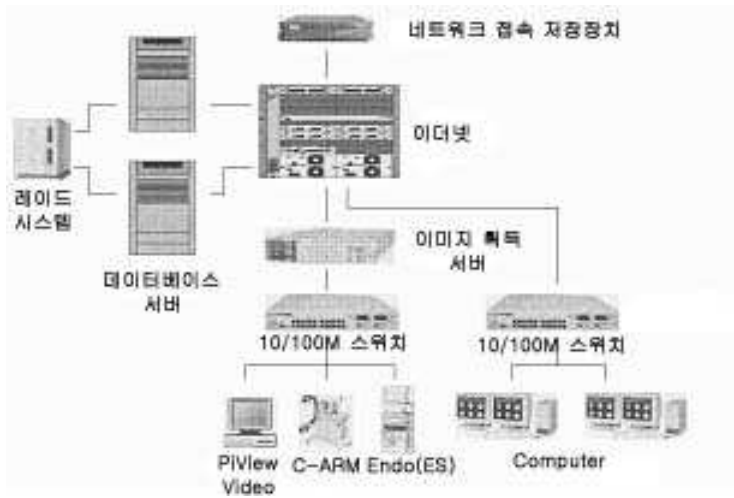 네트워크 접속 저장장치
이더넷
레이드
시스템
이미지 획득
서버
데이터베이스
서버
10/100M 스위치
10/100M 스위치
PiView
Video
C-ARM
Endo(ES)
Computer